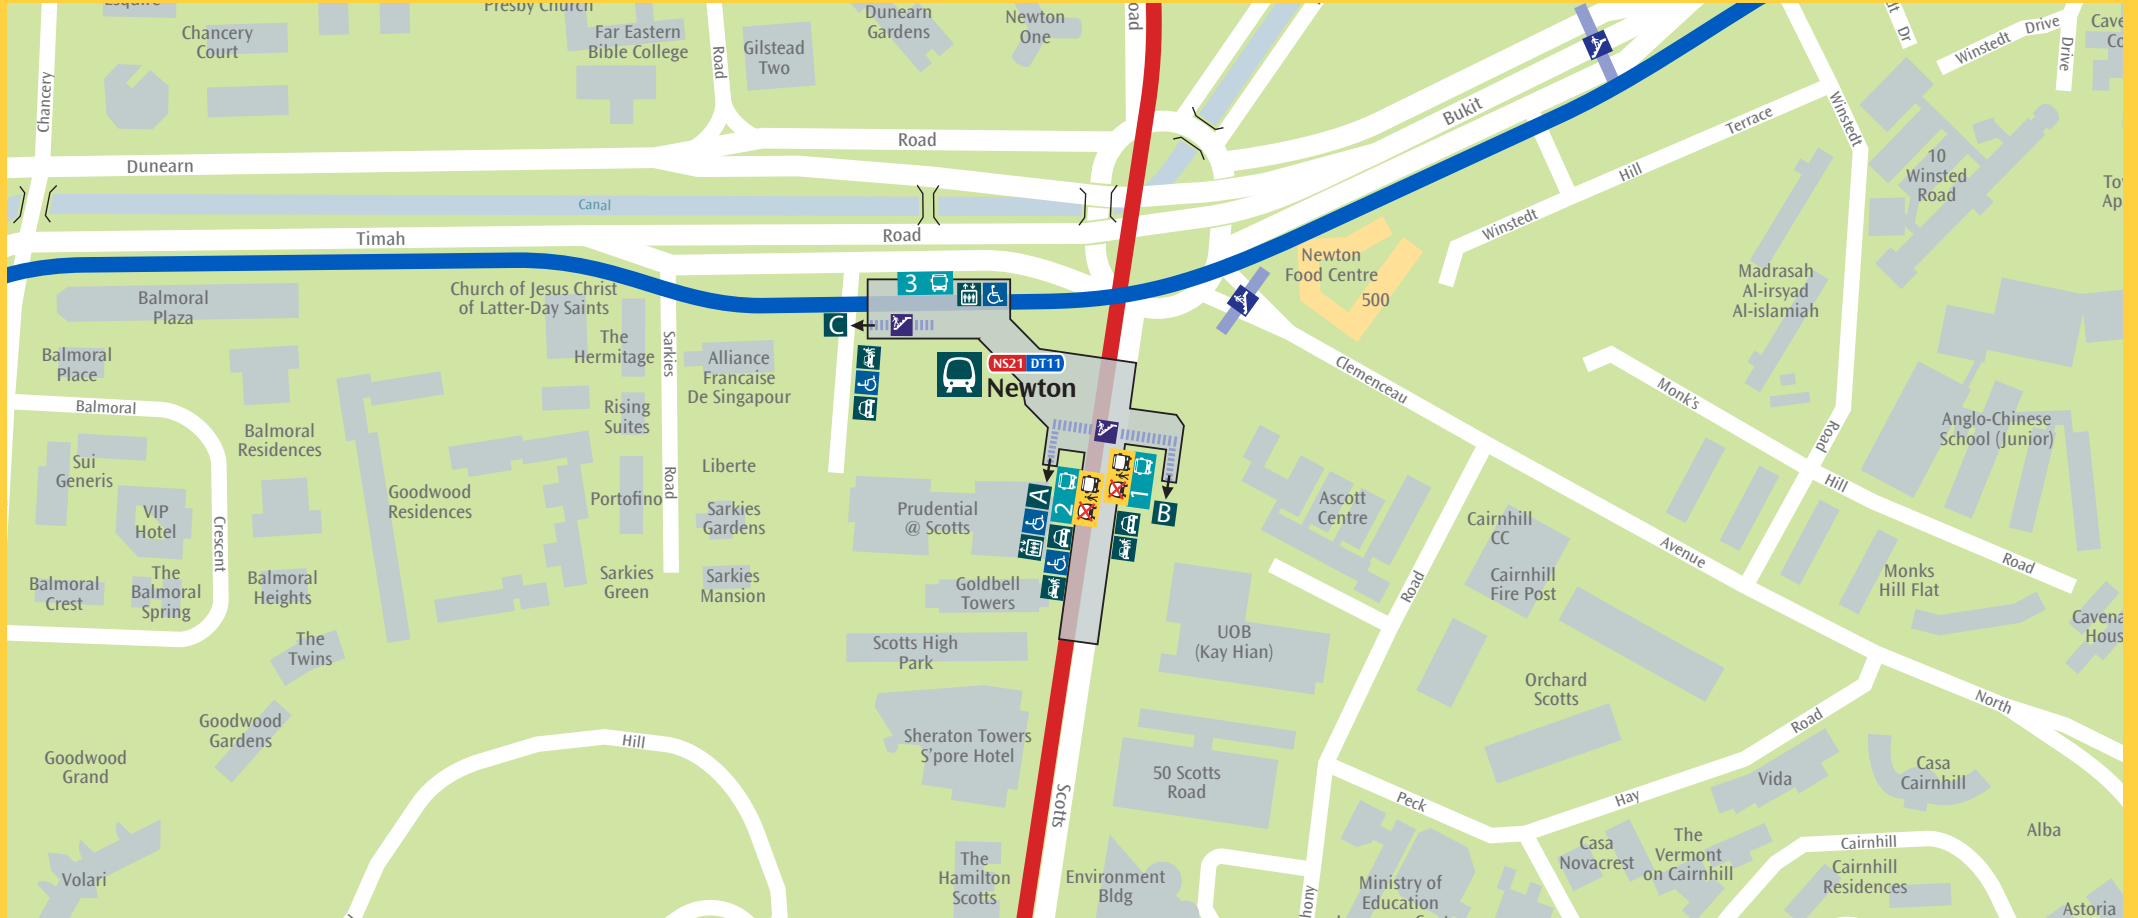 Presby Church
Chancery
Court
Far Eastern
Bible College
Road
Gilstead
Two
Dunearn
Gardens
Newton
One
Winstedt
Drive
Drive
Chancery
Dunearn
Road
Bukit
Terrace
Hill
Winstedt
Winstedt
10
Winsted
Road
Canal
Timah
Road
Newton
Food Centre
500
Madrasah
Al-irsyad
Al-islamiah
Balmoral
Plaza
Church of Jesus Christ
of Latter-Day Saints
3
C
The
Hermitage
Sarkies
Road
Alliance
Francaise
De Singapour
NS21 DT11
Newton
Balmoral
Place
Balmoral
Crescent
Clemenceau
Avenue
North
Monk's
Hill
Road
Road
Anglo-Chinese
School (Junior)
Rising
Suites
Balmoral
Residences
Sui
Generis
VIP
Hotel
Goodwood
Residences
Portofino
Liberte
Sarkies
Gardens
Prudential
@ Scotts
A
2
1
B
Ascott
Centre
Cairnhill
CC
Cairnhill
Fire Post
Road
Monks
Hill Flat
Balmoral
Crest
The
Balmoral
Spring
Balmoral
Heights
Sarkies
Green
Sarkies
Mansion
Goldbell
Towers
The
Twins
Scotts High
Park
UOB
(Kay Hian)
Orchard
Scotts
Goodwood
Gardens
Goodwood
Grand
Hill
Sheraton Towers
S'pore Hotel
Scotts
50 Scotts
Road
Peck
Hay
Road
Vida
Casa
Cairnhill
Alba
Volari
The
Hamilton
Scotts
Environment
Bldg
Ministry of
Education
Casa
Novacrest
The
Vermont
on Cairnhill
Cairnhill
Cairnhill
Residences
Astoria